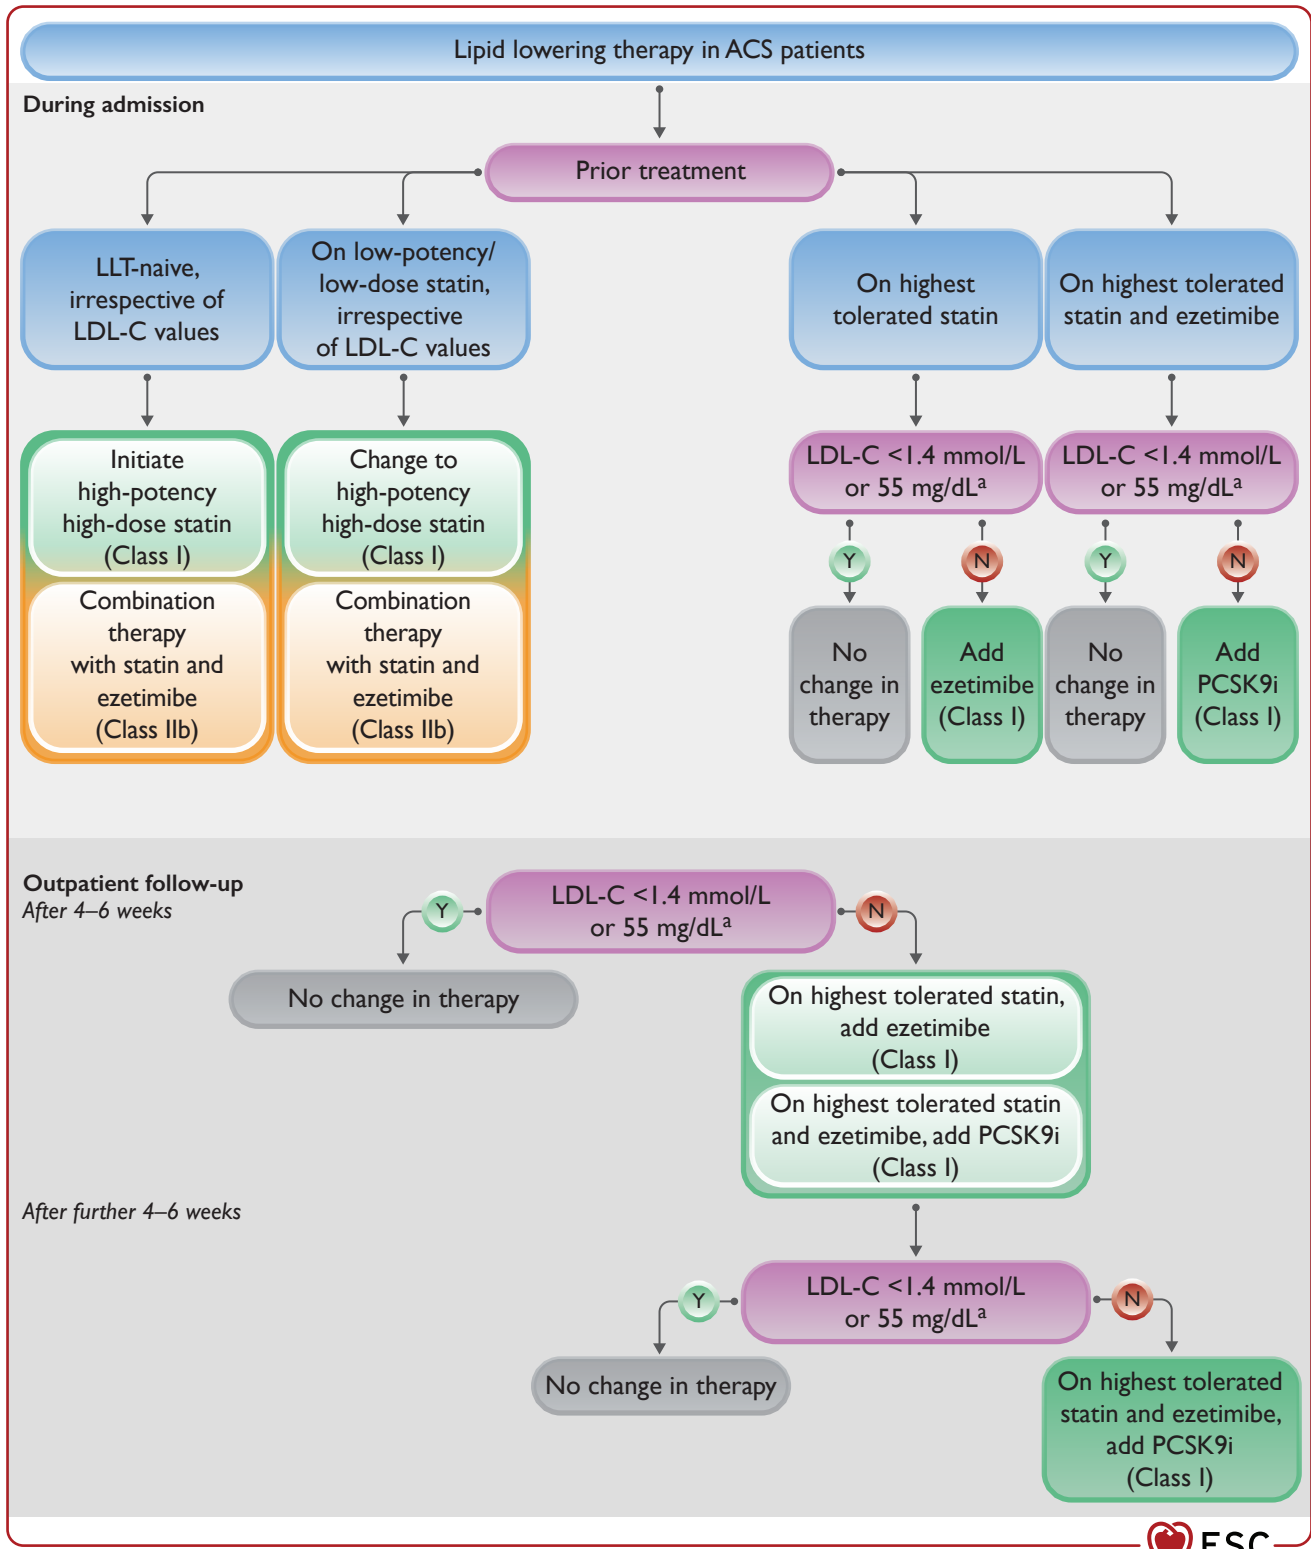 Lipid lowering therapy in ACS patients
During admission
Prior treatment
LLT-naive,
irrespective of
LDL-C values
On low-potency/
low-dose statin,
irrespective
of LDL-C values
On highest
tolerated statin
On highest tolerated
statin and ezetimibe
Initiate
high-potency
high-dose statin
(Class I)
Combination
therapy
with statin and
ezetimibe
(Class IIb)
Change to
high-potency
high-dose statin
(Class I)
Combination
therapy
with statin and
ezetimibe
(Class IIb)
LDL-C <1.4 mmol/L
or 55 mg/dLa
Y
N
No
change in
therapy
Add
ezetimibe
(Class I)
LDL-C <1.4 mmol/L
or 55 mg/dLa
Y
N
No
change in
therapy
Add
PCSK9i
(Class I)
Outpatient follow-up
After 4–6 weeks
LDL-C <1.4 mmol/L
or 55 mg/dLa
Y
N
No change in therapy
On highest tolerated statin,
add ezetimibe
(Class I)
On highest tolerated statin
and ezetimibe, add PCSK9i
(Class I)
After further 4–6 weeks
LDL-C <1.4 mmol/L
or 55 mg/dLa
Y
N
No change in therapy
On highest tolerated
statin and ezetimibe,
add PCSK9i
(Class I)
ESC